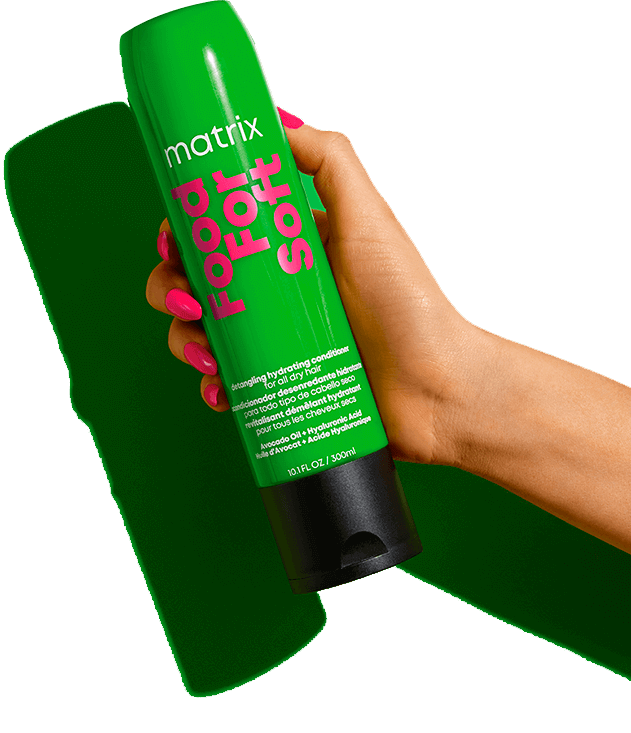 matrix
Food
For
Soft
detangling hydrating conditioner
for all dry hair
acondicionador desenredante hidratante
para todo tipo de cabello seco
revitalisant démêlant hydratant
pour tous les cheveux secs
Avocado Oil + Hyaluronic Acid
Huile d'Avocat + Acide Hyaluronique
10.1 FL OZ / 300ml